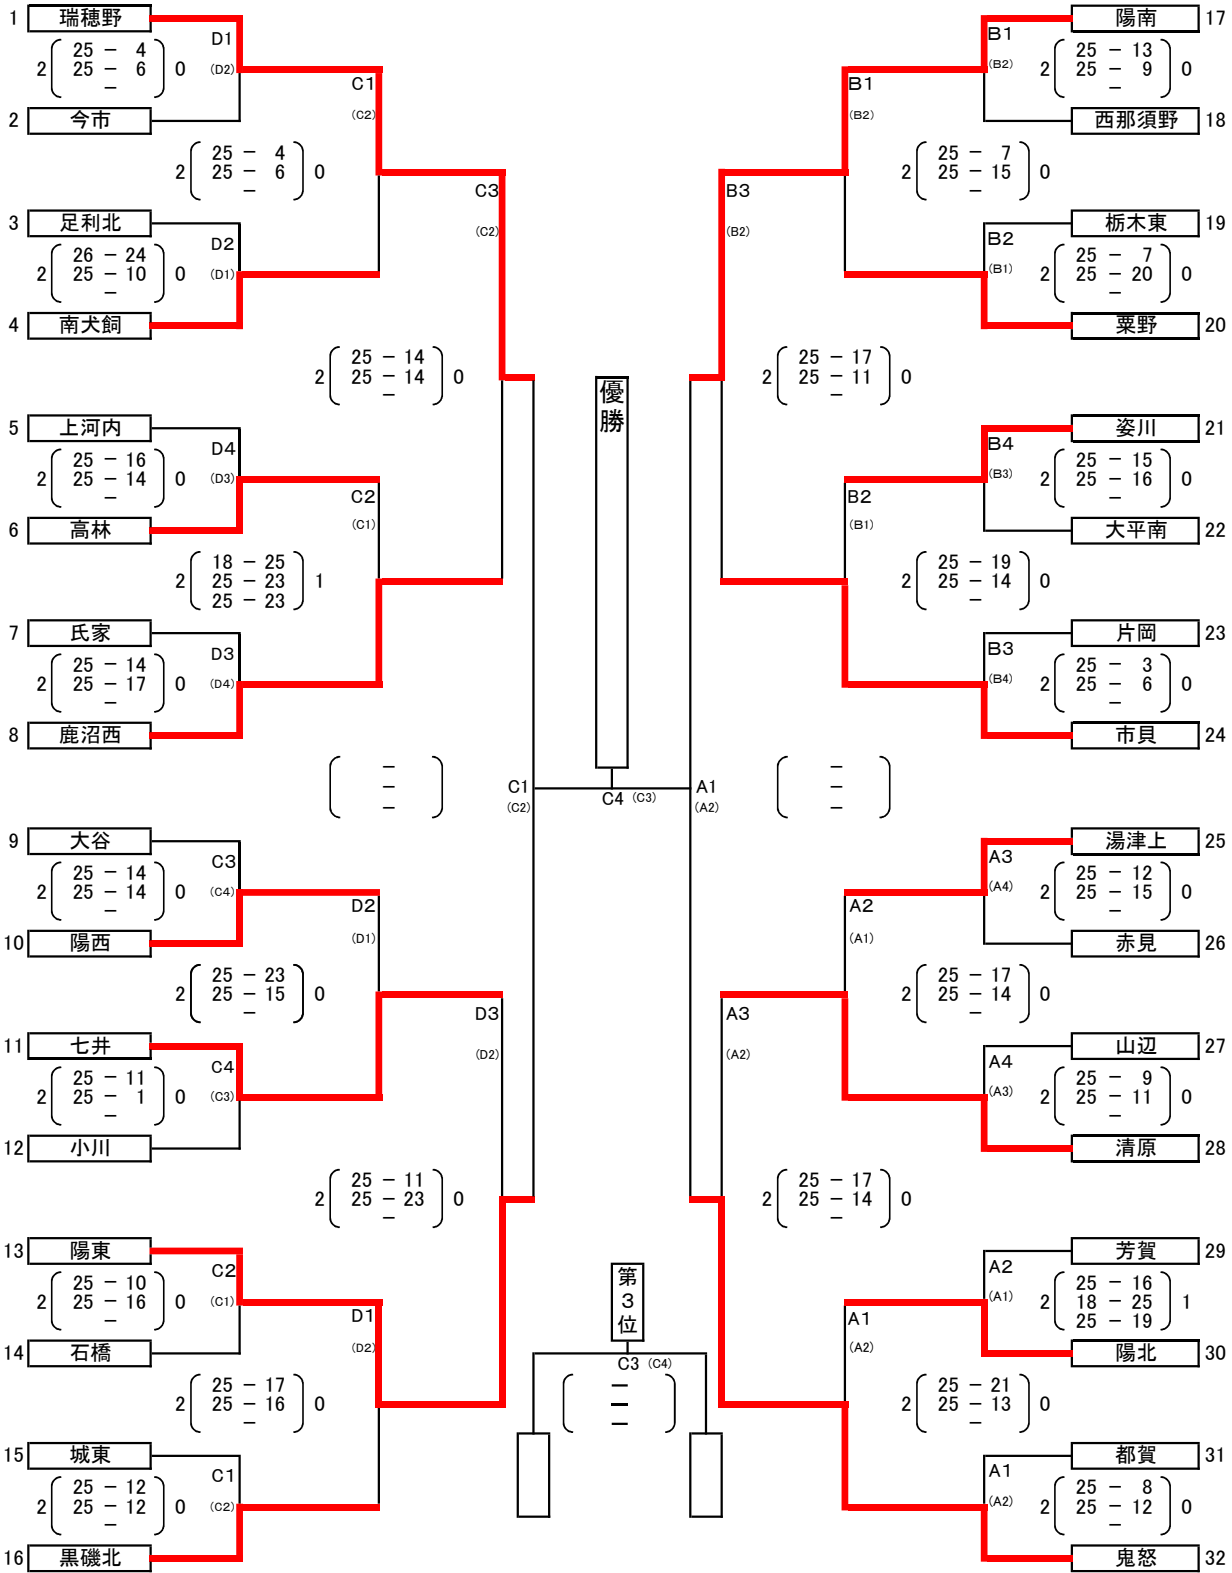 1 瑞穂野
D1
2 25 － 4 0 (D2)
25 － 6
－
2 今市
C1
(C2)
2 25 － 4 0
25 － 6
－
3 足利北
D2
2 26 － 24 0 (D1)
25 － 10
－
4 南犬飼
C3
(C2)
2 25 － 14 0
25 － 14
－
5 上河内
D4
2 25 － 16 0 (D3)
25 － 14
－
6 高林
C2
(C1)
2 18 － 25 1
25 － 23
25 － 23
7 氏家
D3
2 25 － 14 0 (D4)
25 － 17
－
8 鹿沼西
－
－
－
C1
(C2)
9 大谷
C3
2 25 － 14 0 (C4)
25 － 14
－
10 陽西
D2
(D1)
2 25 － 23 0
25 － 15
－
11 七井
C4
2 25 － 11 0 (C3)
25 － 1
－
12 小川
D3
(D2)
2 25 － 11 0
25 － 23
－
13 陽東
C2
2 25 － 10 0 (C1)
25 － 16
－
14 石橋
D1
(D2)
2 25 － 17 0
25 － 16
－
15 城東
C1
2 25 － 12 0 (C2)
25 － 12
－
16 黒磯北
優勝
C4 (C3)
第3位
C3 (C4)
－
－
－
陽南 17
B1
(B2) 2 25 － 13 0
25 － 9
－
西那須野 18
B1
(B2)
2 25 － 7 0
25 － 15
－
栃木東 19
B2
(B1) 2 25 － 7 0
25 － 20
－
粟野 20
B3
(B2)
2 25 － 17 0
25 － 11
－
姿川 21
B4
(B3) 2 25 － 15 0
25 － 16
－
大平南 22
B2
(B1)
2 25 － 19 0
25 － 14
－
片岡 23
B3
(B4) 2 25 － 3 0
25 － 6
－
市貝 24
A1
(A2)
－
－
－
湯津上 25
A3
(A4) 2 25 － 12 0
25 － 15
－
赤見 26
A2
(A1)
2 25 － 17 0
25 － 14
－
山辺 27
A4
(A3) 2 25 － 9 0
25 － 11
－
清原 28
A3
(A2)
2 25 － 17 0
25 － 14
－
芳賀 29
A2
(A1) 2 25 － 16 1
18 － 25
25 － 19
陽北 30
A1
(A2)
2 25 － 21 0
25 － 13
－
都賀 31
A1
(A2) 2 25 － 8 0
25 － 12
－
鬼怒 32